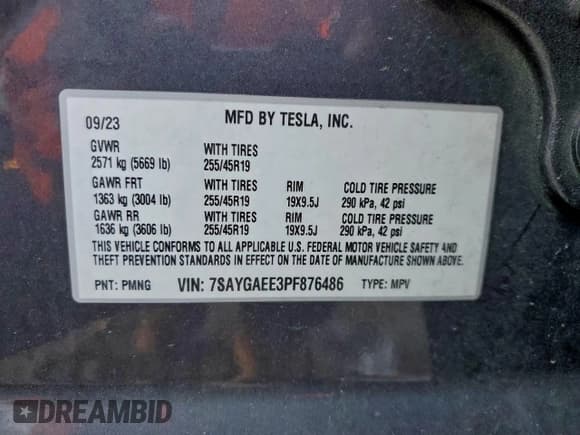 09/23 MFD BY TESLA, INC.
GVWR WITH TIRES
2571 kg (5669 lb) 255/45R19
GAWR FRT WITH TIRES RIM COLD TIRE PRESSURE
1363 kg (3004 lb) 255/45R19 19X9.5J 290 kPa, 42 psi
GAWR RR WITH TIRES RIM COLD TIRE PRESSURE
1636 kg (3606 lb) 255/45R19 19X9.5J 290 kPa, 42 psi
THIS VEHICLE CONFORMS TO ALL APPLICABLE U.S. FEDERAL MOTOR VEHICLE SAFETY AND
THEFT PREVENTION STANDARDS IN EFFECT ON DATE OF MANUFACTURE SHOWN ABOVE.
PNT: PMNG VIN: 7SAYGAEE3PF876486 TYPE: MPV
DREAMBID